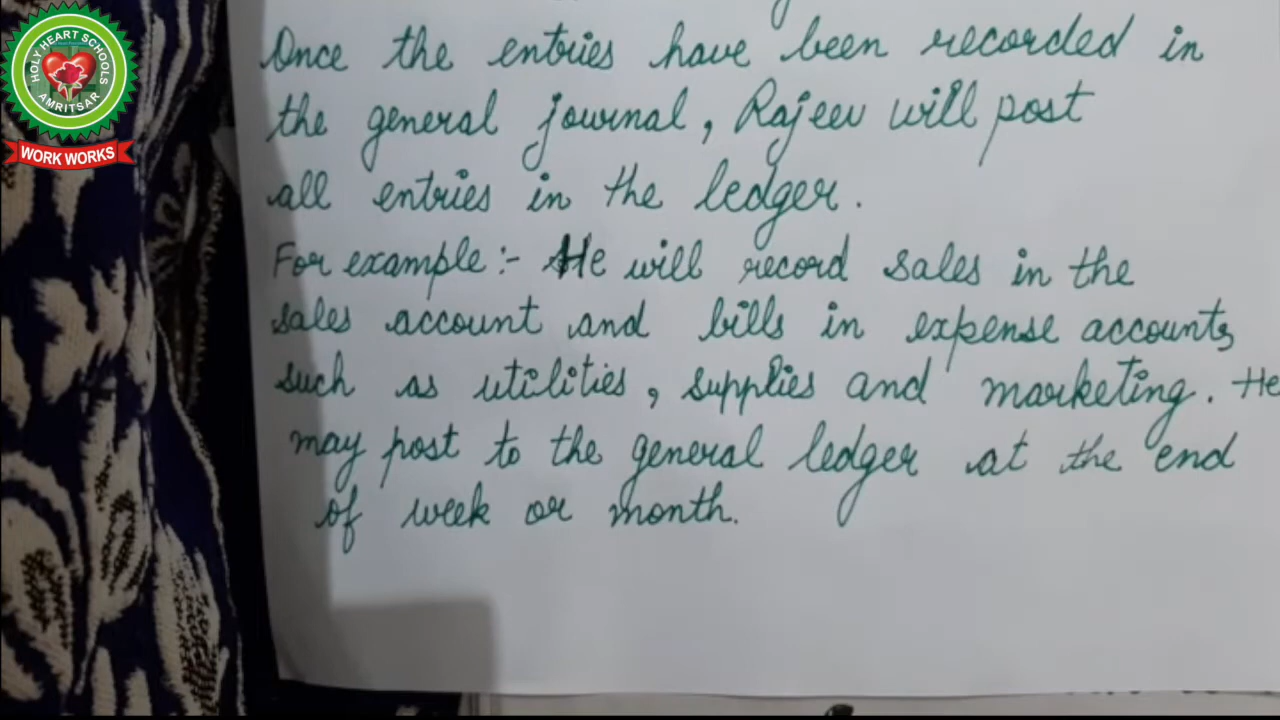 HOLY HEART SCHOOLS
AMRITSAR
WORK WORKS
Once the entries have been recorded in
the general journal, Rajeev will post
all entries in the ledger.
For example :- He will record sales in the
sales account and bills in expense accounts
such as utilities, supplies and marketing. He
may post to the general ledger at the end
of week or month.